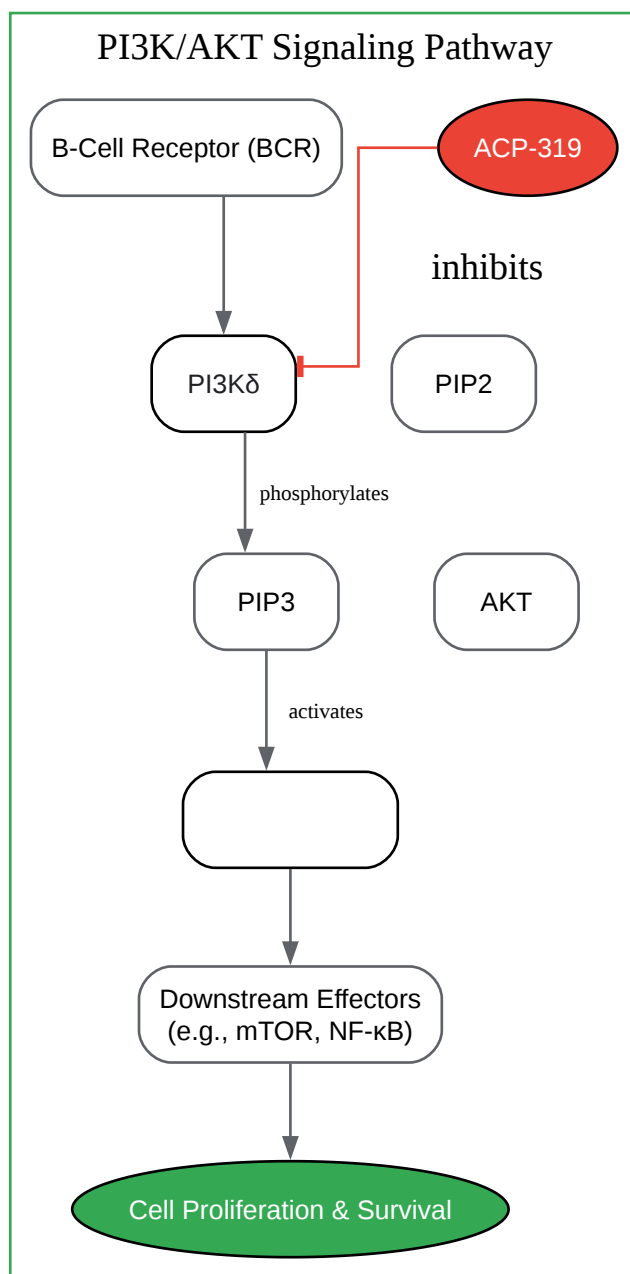 PI3K/AKT Signaling Pathway
B-Cell Receptor (BCR)
ACP-319
inhibits
PI3Kδ
PIP2
phosphorylates
PIP3
AKT
activates
Downstream Effectors
(e.g., mTOR, NF-κB)
Cell Proliferation & Survival